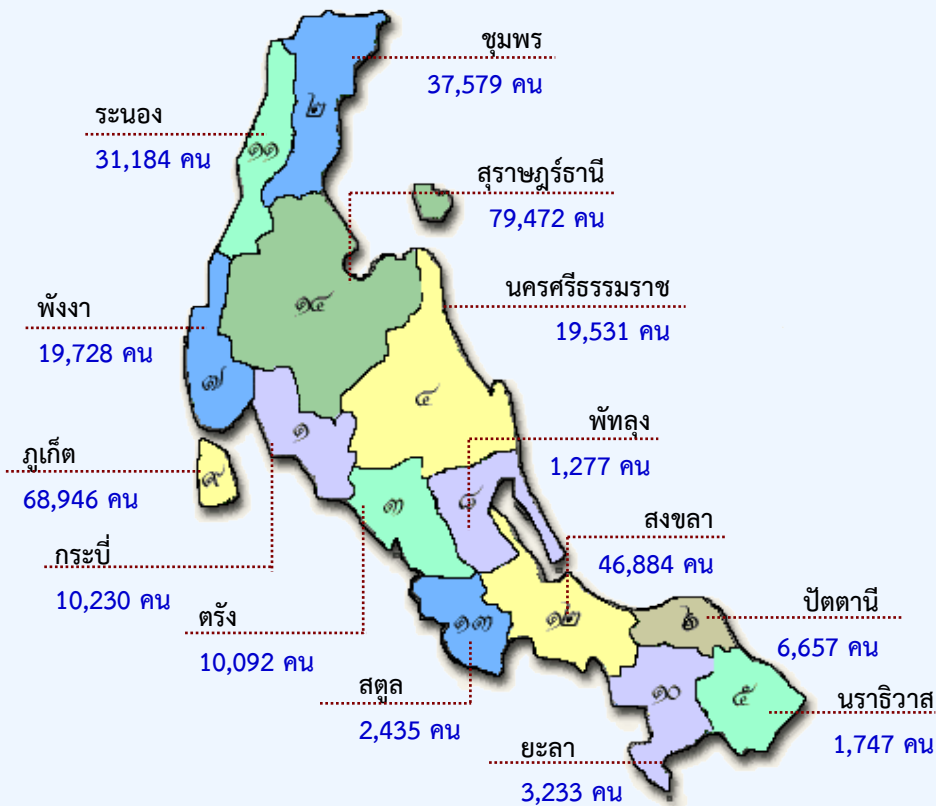 ชุมพร
37,579 คน
๒
ระนอง
31,184 คน
๑๑
สุราษฎร์ธานี
79,472 คน
นครศรีธรรมราช
19,531 คน
๑๔
พังงา
19,728 คน
๗
๔
๑
พัทลุง
1,277 คน
ภูเก็ต
68,946 คน
๙
๓
๘
สงขลา
46,884 คน
กระบี่
10,230 คน
ตรัง
10,092 คน
๑๓
๑๒
๖
ปัตตานี
6,657 คน
สตูล
2,435 คน
๑๐
๕
นราธิวาส
1,747 คน
ยะลา
3,233 คน